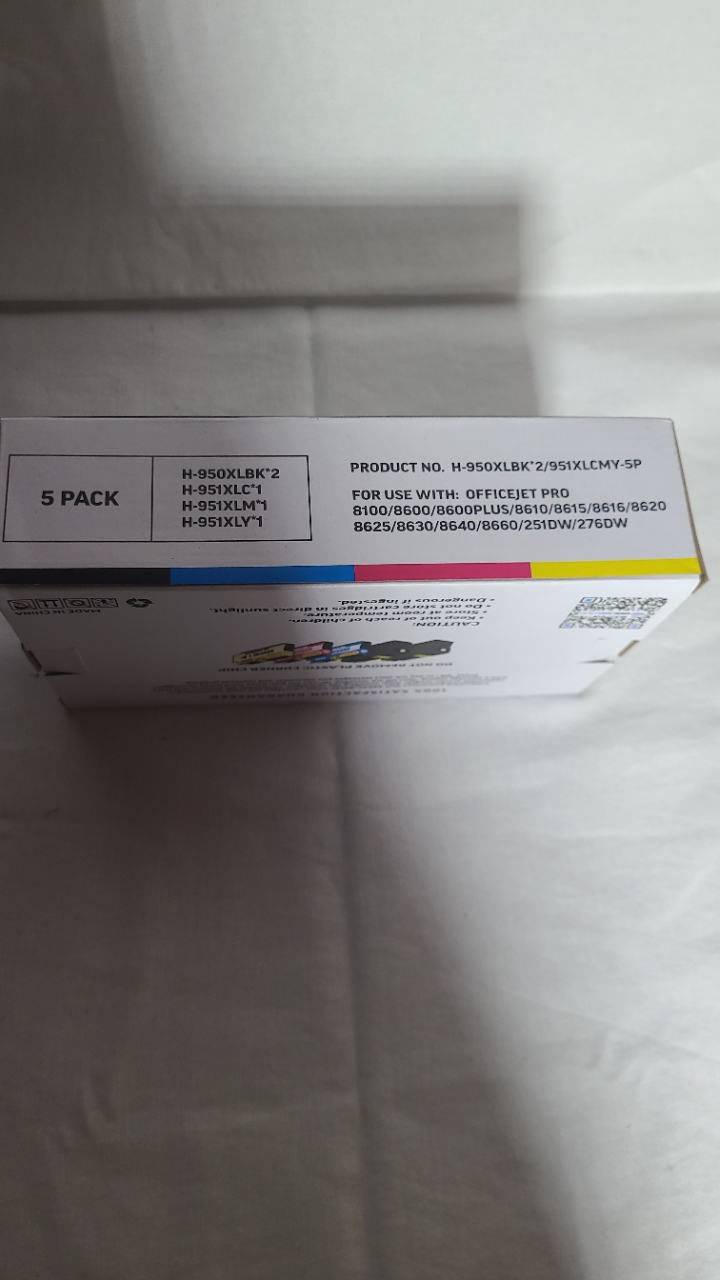 5 PACK
H-950XLBK*2
H-951XLC*1
H-951XLM*1
H-951XLY*1
PRODUCT NO. H-950XLBK*2/951XLCMY-5P
FOR USE WITH: OFFICEJET PRO
8100/8600/8600PLUS/8610/8615/8616/8620
8625/8630/8640/8660/251DW/276DW
100% SATISFACTION GUARANTEED
CAUTION:
• Keep out of reach of children.
• Store at room temperature.
• Do not store cartridges in direct sunlight.
• Dangerous if ingested.
MADE IN CHINA